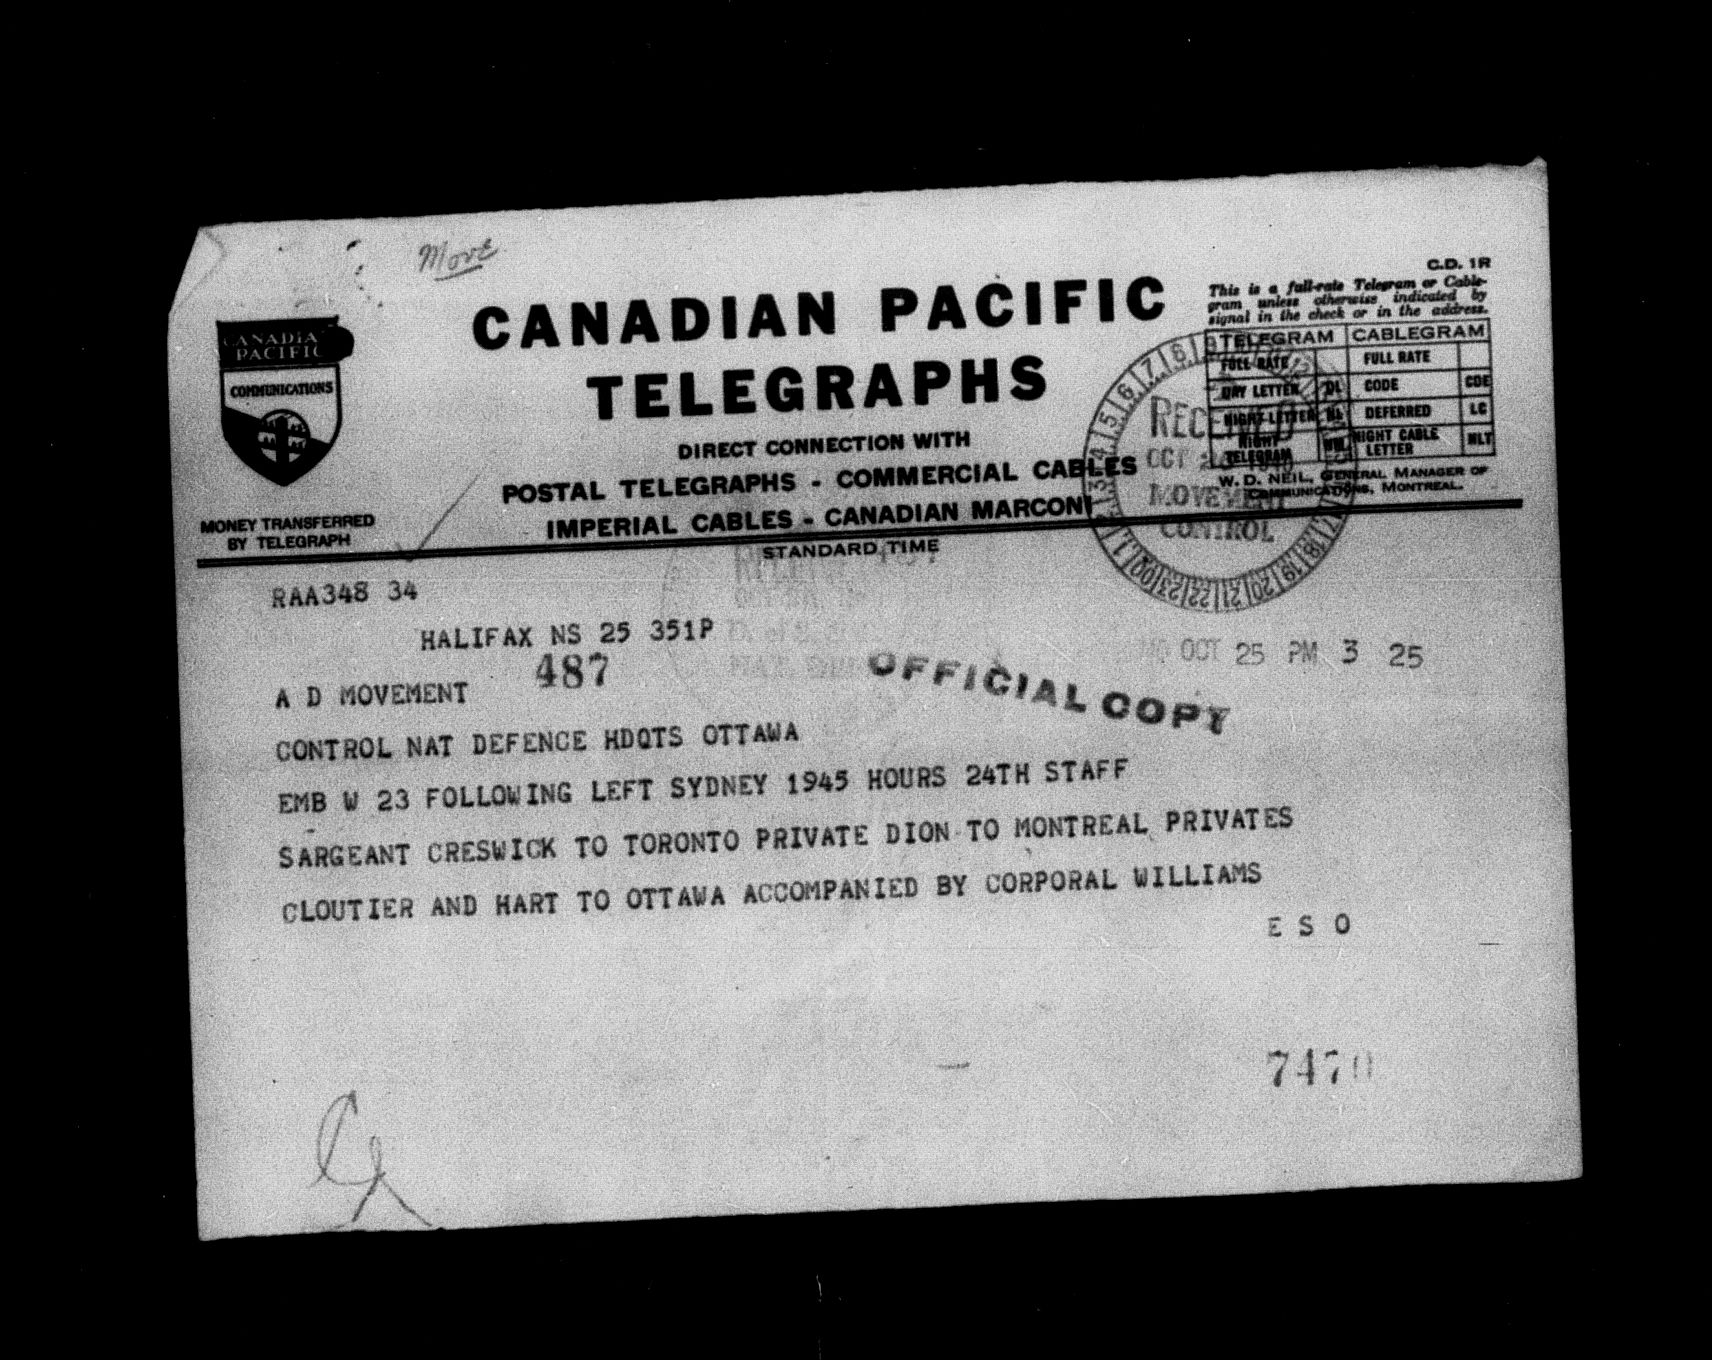 Move
C.D. 1R
CANADIAN PACIFIC
TELEGRAPHS
DIRECT CONNECTION WITH
POSTAL TELEGRAPHS - COMMERCIAL CABLES
IMPERIAL CABLES - CANADIAN MARCONI
STANDARD TIME
CANADIAN
PACIFIC
COMMUNICATIONS
MONEY TRANSFERRED
BY TELEGRAPH
This is a full-rate Telegram or Cable-
gram unless otherwise indicated by
signal in the check or in the address.
TELEGRAM CABLEGRAM
FULL RATE FULL RATE
DAY LETTER DL CODE CDE
NIGHT LETTER NL DEFERRED LC
NIGHT TELEGRAM NM NIGHT CABLE LETTER NLT
W. D. NEIL, GENERAL MANAGER OF
COMMUNICATIONS, MONTREAL.
RECEIVED
OCT
MOVEMENT
CONTROL
RAA348 34
HALIFAX NS 25 351P
OCT 25 PM 3 25
487
OFFICIAL COPY
A D MOVEMENT
CONTROL NAT DEFENCE HDQTS OTTAWA
EMB W 23 FOLLOWING LEFT SYDNEY 1945 HOURS 24TH STAFF
SARGEANT CRESWICK TO TORONTO PRIVATE DION TO MONTREAL PRIVATES
CLOUTIER AND HART TO OTTAWA ACCOMPANIED BY CORPORAL WILLIAMS
E S O
7470